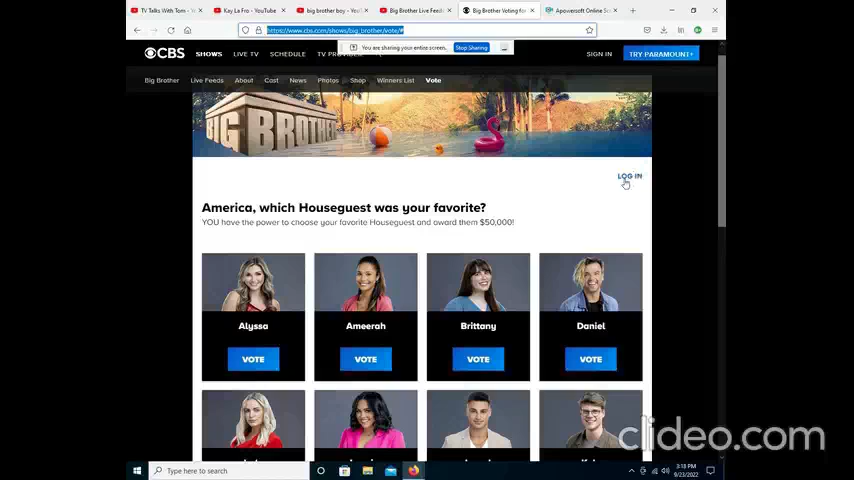 TV Talks With Tom - Y
Kay La Fro - YouTube
big brother boy - YouT
Big Brother Live Feeds
Big Brother Voting for
Apowersoft Online Scr
https://www.cbs.com/shows/big_brother/vote/#
You are sharing your entire screen.
Stop Sharing
CBS
SHOWS
LIVE TV
SCHEDULE
TV PROVIDER
SIGN IN
TRY PARAMOUNT+
Big Brother
Live Feeds
About
Cast
News
Photos
Shop
Winners List
Vote
BIG BROTHER
LOG IN
America, which Houseguest was your favorite?
YOU have the power to choose your favorite Houseguest and award them $50,000!
Alyssa
Ameerah
Brittany
Daniel
VOTE
VOTE
VOTE
VOTE
clideo.com
Type here to search
3:18 PM
9/23/2022